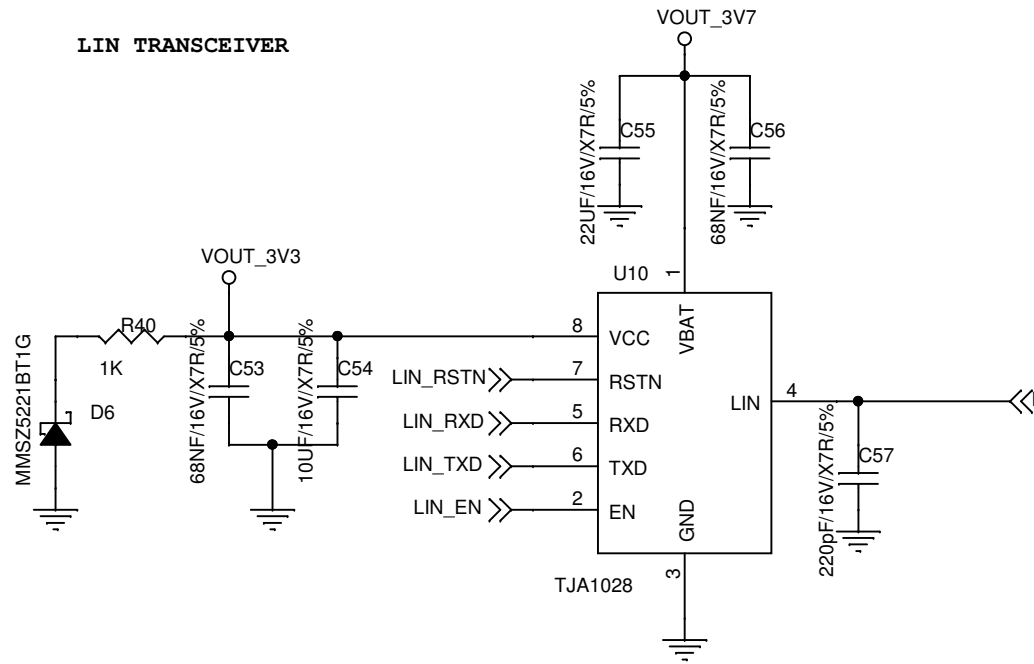 LIN TRANSCEIVER
VOUT_3V7
22UF/16V/X7R/5%
C55
68NF/16V/X7R/5%
C56
VOUT_3V3
U10
1
VBAT
R40
1K
MMSZ5221BT1G
D6
68NF/16V/X7R/5%
C53
10UF/16V/X7R/5%
C54
8
VCC
LIN_RSTN
7
RSTN
LIN_RXD
5
RXD
LIN_TXD
6
TXD
LIN_EN
2
EN
LIN
4
GND
3
TJA1028
220pF/16V/X7R/5%
C57